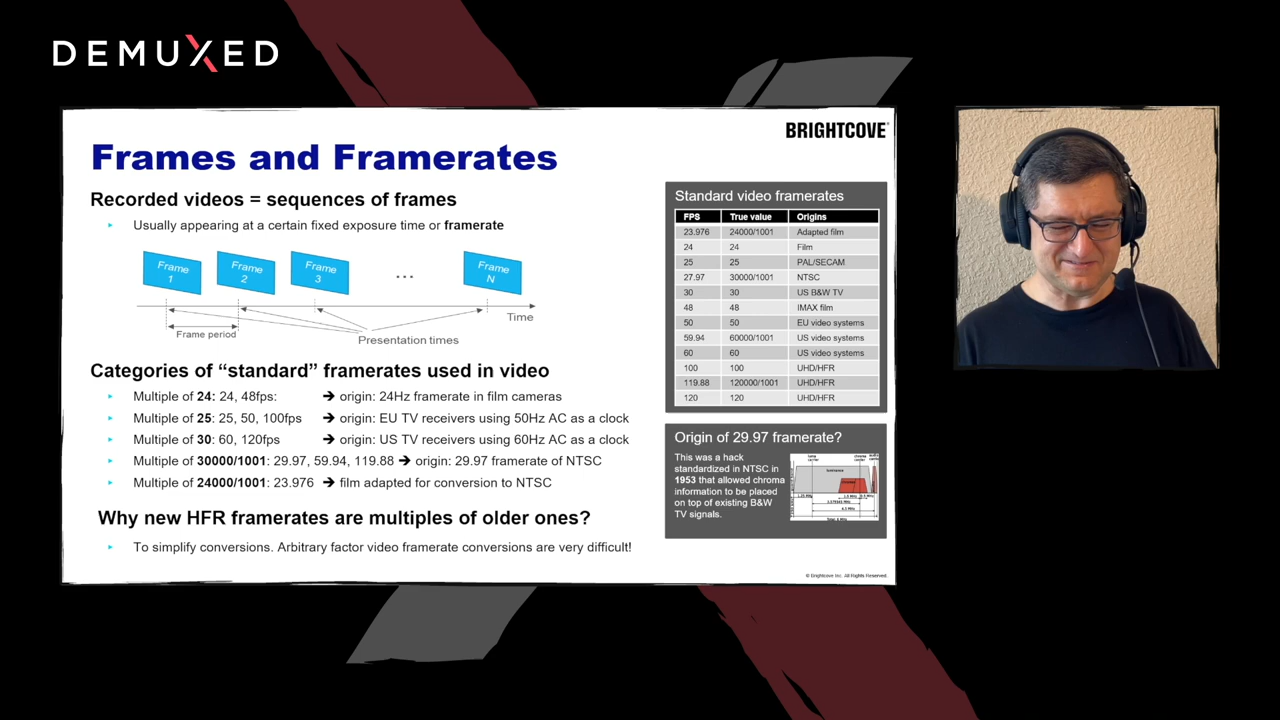 DEMUXED
BRIGHTCOVE
Frames and Framerates
Recorded videos = sequences of frames
Usually appearing at a certain fixed exposure time or framerate
Frame 1
Frame 2
Frame 3
...
Frame N
Time
Frame period
Presentation times
Categories of “standard” framerates used in video
Multiple of 24: 24, 48fps: ➔ origin: 24Hz framerate in film cameras
Multiple of 25: 25, 50, 100fps ➔ origin: EU TV receivers using 50Hz AC as a clock
Multiple of 30: 60, 120fps ➔ origin: US TV receivers using 60Hz AC as a clock
Multiple of 30000/1001: 29.97, 59.94, 119.88 ➔ origin: 29.97 framerate of NTSC
Multiple of 24000/1001: 23.976 ➔ film adapted for conversion to NTSC
Why new HFR framerates are multiples of older ones?
To simplify conversions. Arbitrary factor video framerate conversions are very difficult!
Standard video framerates
FPS True value Origins
23.976 24000/1001 Adapted film
24 24 Film
25 25 PAL/SECAM
27.97 30000/1001 NTSC
30 30 US B&W TV
48 48 IMAX film
50 50 EU video systems
59.94 60000/1001 US video systems
60 60 US video systems
100 100 UHD/HFR
119.88 120000/1001 UHD/HFR
120 120 UHD/HFR
Origin of 29.97 framerate?
This was a hack
standardized in NTSC in
1953 that allowed chroma
information to be placed
on top of existing B&W
TV signals.
luminance
© Brightcove Inc. All Rights Reserved.